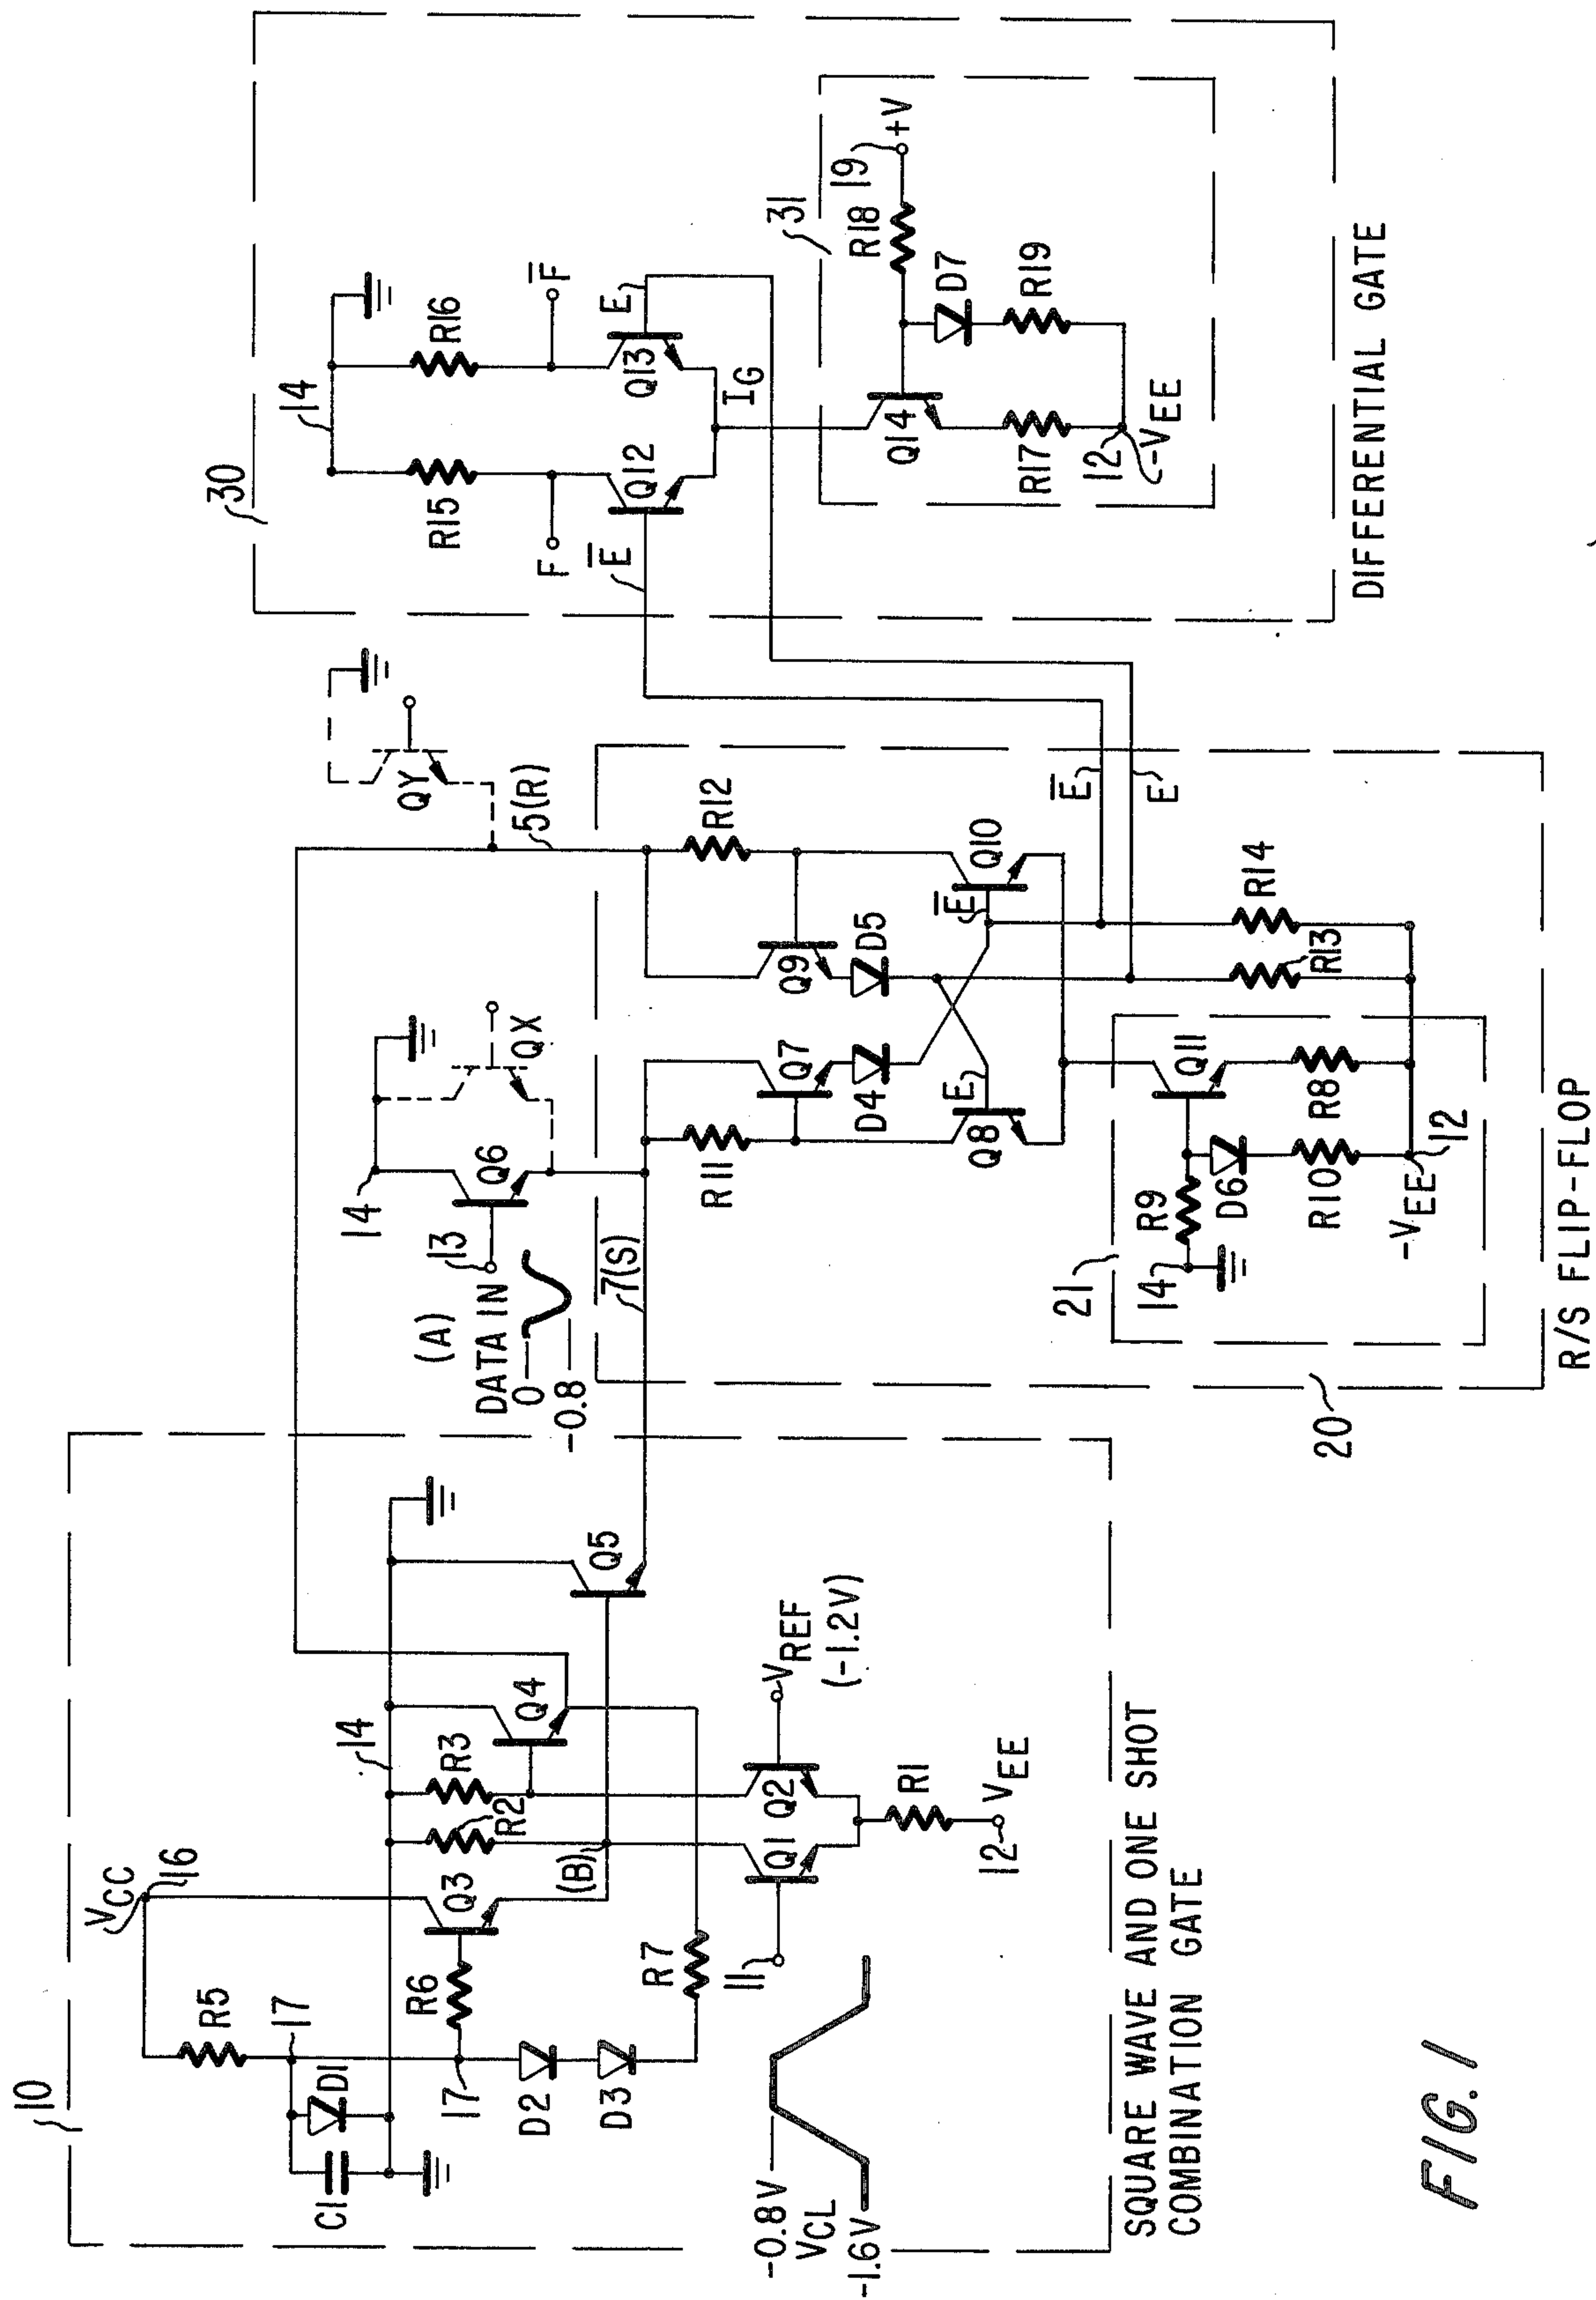 10
VCC
16
R5
17
D1
C1
17
R6
Q3
D2
D3
R7
(B)
R2
R3
14
Q4
Q5
Q1
Q2
11
VREF
(-1.2V)
R1
12
VEE
-0.8V
VCL
-1.6V
SQUARE WAVE AND ONE SHOT
COMBINATION GATE
(A)
DATA IN
0
-0.8
13
14
Q6
QX
QY
5(R)
7(S)
R11
Q7
D4
Q9
D5
R12
Q8
E
Q10
E̅
E̅
E
R13
R14
21
14
R9
D6
R10
Q11
R8
-VEE
12
20
R/S FLIP-FLOP
30
14
R15
R16
F
F̅
E̅
E
Q12
Q13
IG
31
R18
19
+V
D7
R19
Q14
R17
12
-VEE
DIFFERENTIAL GATE
FIG. 1